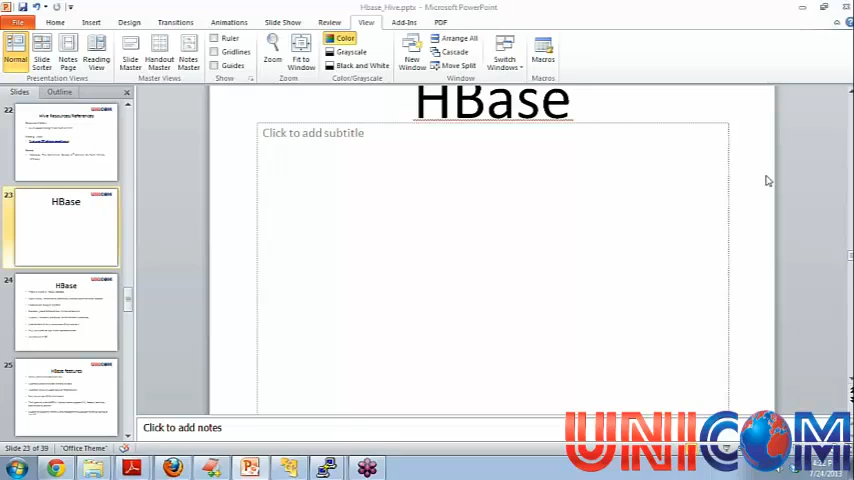 Hbase_Hive.pptx - Microsoft PowerPoint
File Home Insert Design Transitions Animations Slide Show Review View Add-Ins PDF
Normal
Slide Sorter
Notes Page
Reading View
Presentation Views
Slide Master
Handout Master
Notes Master
Master Views
Ruler
Gridlines
Guides
Show
Zoom
Fit to Window
Zoom
Color
Grayscale
Black and White
Color/Grayscale
New Window
Arrange All
Cascade
Move Split
Switch Windows
Window
Macros
Macros
Slides Outline
22
Hive Resources/References
23
HBase
24
HBase
25
HBase features
HBase
Click to add subtitle
Click to add notes
Slide 23 of 39
"Office Theme"
UNICOM
7/24/2013